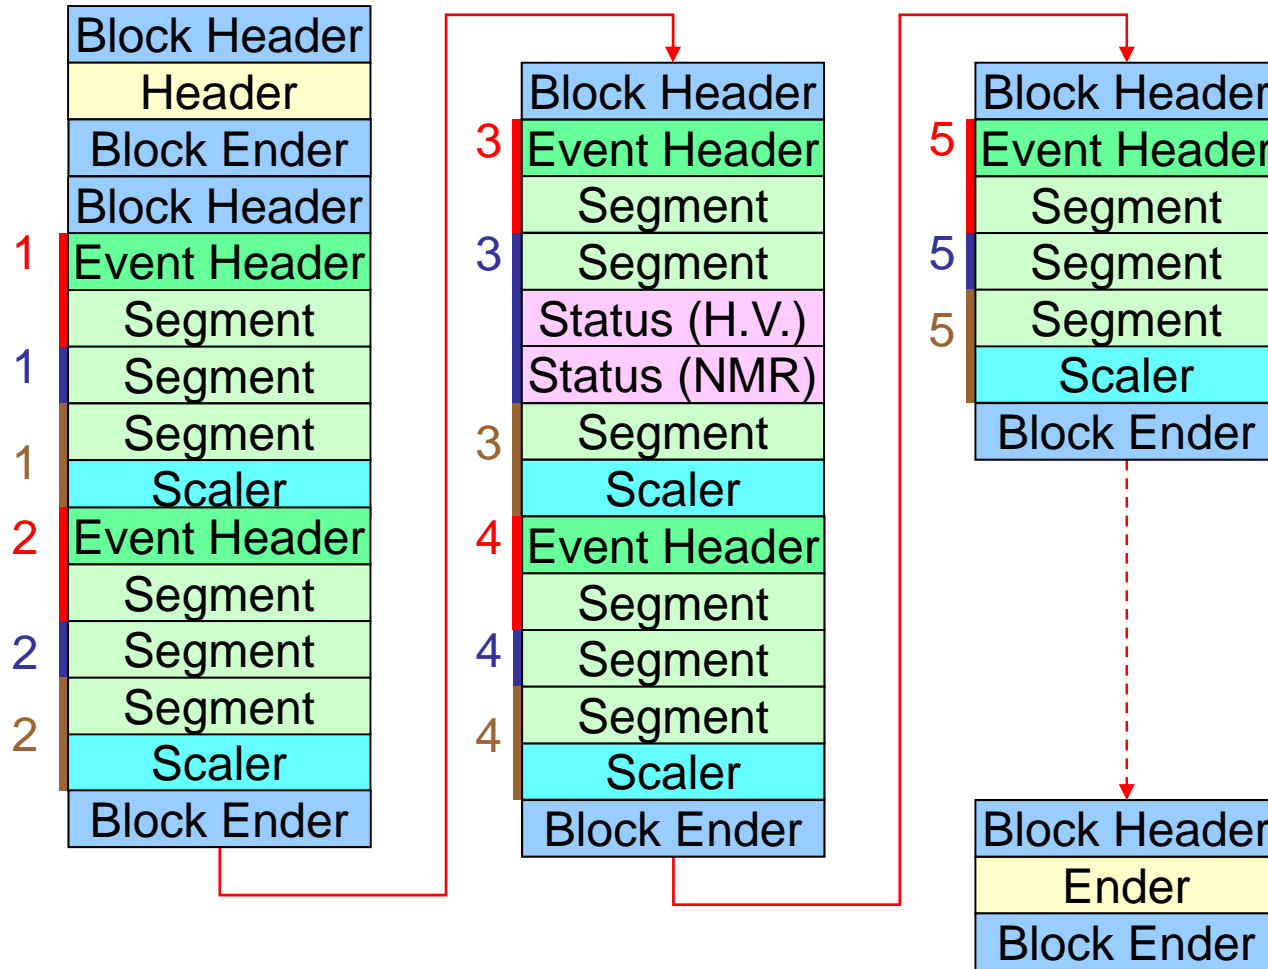 Block Header
Header
Block Ender
Block Header
1 Event Header
Segment
1 Segment
Segment
1
Scaler
2 Event Header
Segment
2 Segment
Segment
2
Scaler
Block Ender
Block Header
3 Event Header
Segment
3 Segment
Status (H.V.)
Status (NMR)
3 Segment
Scaler
4 Event Header
Segment
4 Segment
Segment
4
Scaler
Block Ender
Block Header
5 Event Header
Segment
5 Segment
5 Segment
Scaler
Block Ender
Block Header
Ender
Block Ender